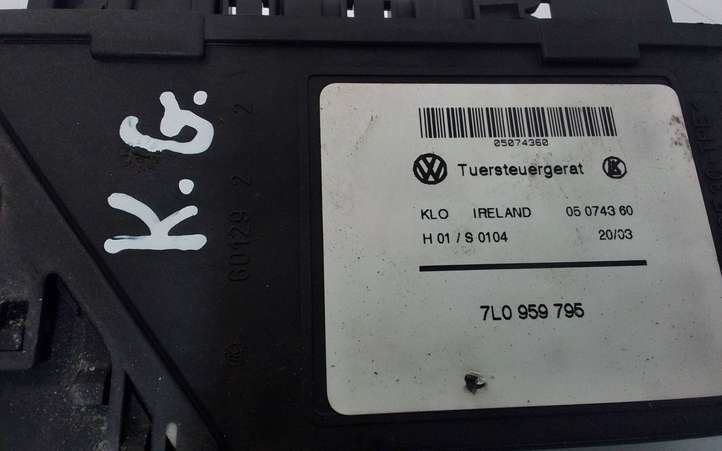 K.G.
60129 2 2
05074360
Tuersteuergerat
KLO IRELAND 05 0743 60
H 01 / S 0104 20/03
7L0 959 795